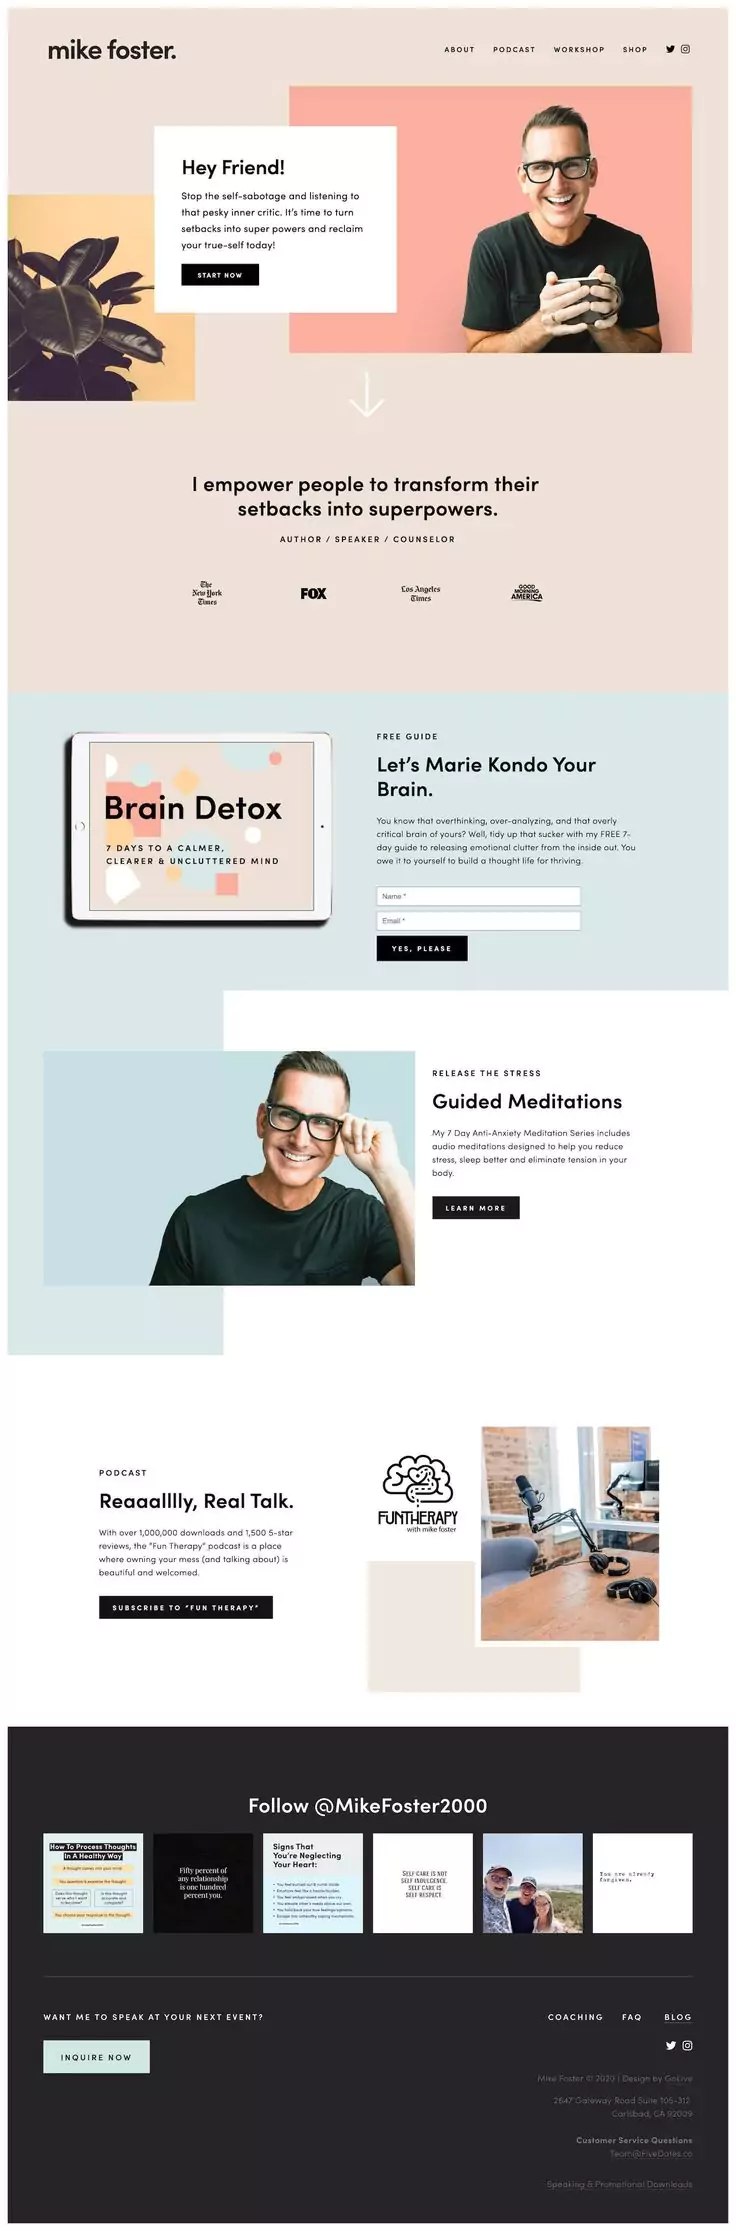 mike foster.
ABOUT PODCAST WORKSHOP SHOP
Hey Friend!
Stop the self-sabotage and listening to
that pesky inner critic. It's time to turn
setbacks into super powers and reclaim
your true-self today!
START NOW
I empower people to transform their
setbacks into superpowers.
AUTHOR / SPEAKER / COUNSELOR
The
New York
Times
FOX
Los Angeles
Times
GOOD
MORNING
AMERICA
Brain Detox
7 DAYS TO A CALMER,
CLEARER & UNCLUTTERED MIND
FREE GUIDE
Let's Marie Kondo Your
Brain.
You know that overthinking, over-analyzing, and that overly
critical brain of yours? Well, tidy up that sucker with my FREE 7-
day guide to releasing emotional clutter from the inside out. You
owe it to yourself to build a thought life for thriving.
Name *
Email *
YES, PLEASE
RELEASE THE STRESS
Guided Meditations
My 7 Day Anti-Anxiety Meditation Series includes
audio meditations designed to help you reduce
stress, sleep better and eliminate tension in your
body.
LEARN MORE
PODCAST
Reaaalllly, Real Talk.
With over 1,000,000 downloads and 1,500 5-star
reviews, the "Fun Therapy" podcast is a place
where owning your mess (and talking about) is
beautiful and welcomed.
SUBSCRIBE TO "FUN THERAPY"
FUNTHERAPY
with mike foster
Follow @MikeFoster2000
How To Process Thoughts
In A Healthy Way
A thought comes into your mind.
Fifty percent of
any relationship
is one hundred
percent you.
Signs That
You're Neglecting
Your Heart:
SELF CARE IS NOT
SELF INDULGENCE.
SELF CARE IS
SELF RESPECT.
You are already
forgiven.
WANT ME TO SPEAK AT YOUR NEXT EVENT?
INQUIRE NOW
COACHING FAQ BLOG
Mike Foster © 2020 | Design by GoLive
2647 Gateway Road Suite 105-312
Carlsbad, CA 92009
Customer Service Questions
Team@FiveDates.co
Speaking & Promotional Downloads